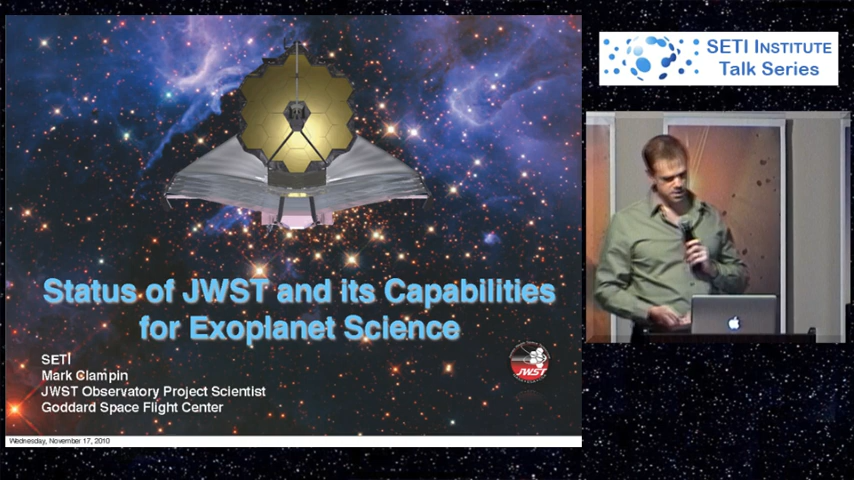 SETI INSTITUTE
Talk Series
Status of JWST and its Capabilities
for Exoplanet Science
SETI
Mark Clampin
JWST Observatory Project Scientist
Goddard Space Flight Center
JWST
Wednesday, November 17, 2010